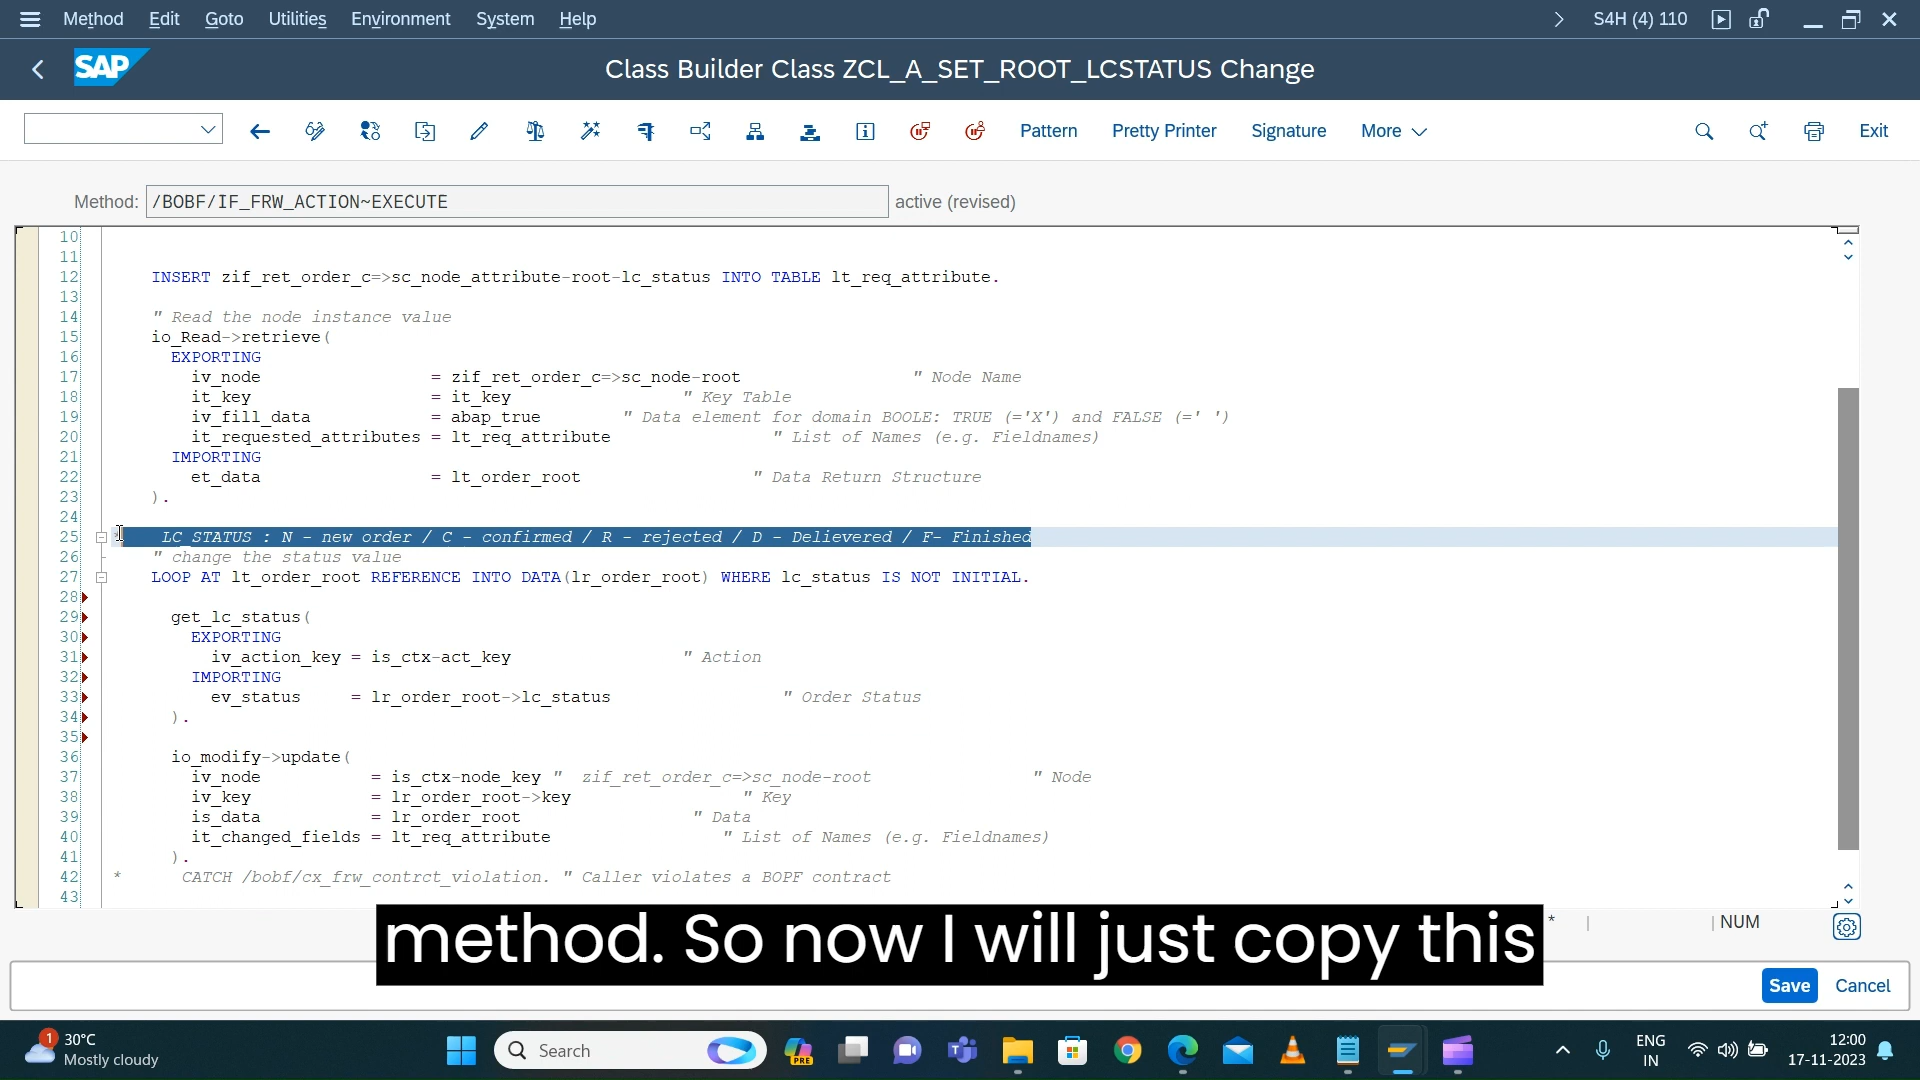 Method Edit Goto Utilities Environment System Help S4H (4) 110
SAP Class Builder Class ZCL_A_SET_ROOT_LCSTATUS Change
Pattern Pretty Printer Signature More Exit
Method: /BOBF/IF_FRW_ACTION~EXECUTE active (revised)
10
11
12 INSERT zif_ret_order_c=>sc_node_attribute-root-lc_status INTO TABLE lt_req_attribute.
13
14 " Read the node instance value
15 io_Read->retrieve(
16 EXPORTING
17 iv_node = zif_ret_order_c=>sc_node-root " Node Name
18 it_key = it_key " Key Table
19 iv_fill_data = abap_true " Data element for domain BOOLE: TRUE (='X') and FALSE (=' ')
20 it_requested_attributes = lt_req_attribute " List of Names (e.g. Fieldnames)
21 IMPORTING
22 et_data = lt_order_root " Data Return Structure
23 ).
24
25 * LC_STATUS : N - new order / C - confirmed / R - rejected / D - Delievered / F- Finished
26 " change the status value
27 LOOP AT lt_order_root REFERENCE INTO DATA(lr_order_root) WHERE lc_status IS NOT INITIAL.
28
29 get_lc_status(
30 EXPORTING
31 iv_action_key = is_ctx-act_key " Action
32 IMPORTING
33 ev_status = lr_order_root->lc_status " Order Status
34 ).
35
36 io_modify->update(
37 iv_node = is_ctx-node_key " zif_ret_order_c=>sc_node-root " Node
38 iv_key = lr_order_root->key " Key
39 is_data = lr_order_root " Data
40 it_changed_fields = lt_req_attribute " List of Names (e.g. Fieldnames)
41 ).
42 * CATCH /bobf/cx_frw_contrct_violation. " Caller violates a BOPF contract
43
* NUM
method. So now I will just copy this
Save Cancel
1 30°C
Mostly cloudy
Search
PRE
ENG
IN
12:00
17-11-2023